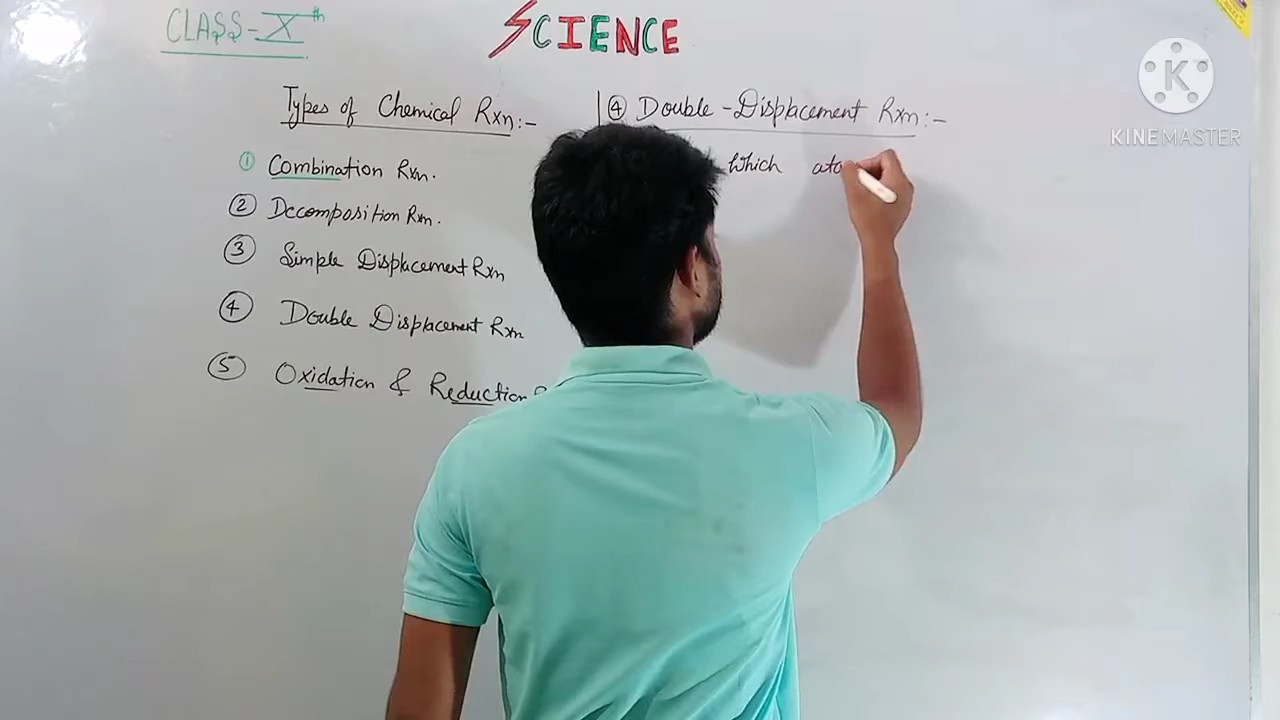 CLASS-Xth
SCIENCE
Types of Chemical Rxn:-
① Combination Rxn.
② Decomposition Rxn.
③ Simple Displacement Rxn
④ Double Displacement Rxn
⑤ Oxidation & Reduction
④ Double-Displacement Rxn:-
Which ato
KINEMASTER